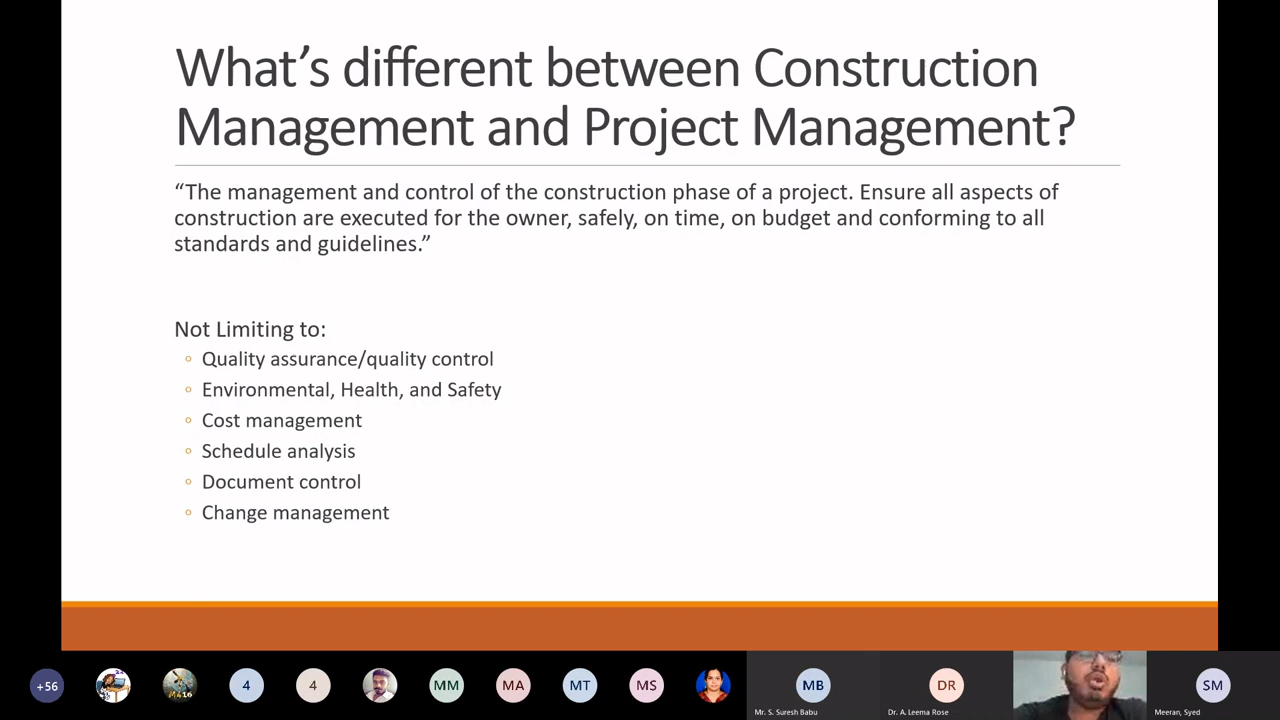 What’s different between Construction
Management and Project Management?
“The management and control of the construction phase of a project. Ensure all aspects of
construction are executed for the owner, safely, on time, on budget and conforming to all
standards and guidelines.”
Not Limiting to:
Quality assurance/quality control
Environmental, Health, and Safety
Cost management
Schedule analysis
Document control
Change management
+56
M416
4
4
MM
MA
MT
MS
MB
DR
SM
Mr. S. Suresh Babu
Dr. A. Leema Rose
Meeran, Syed